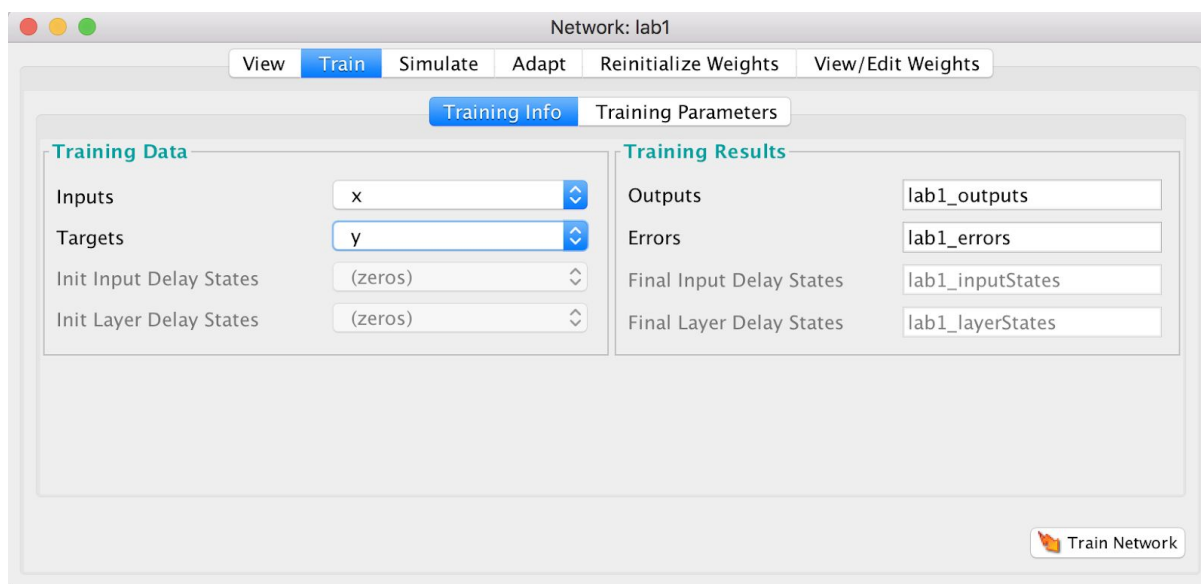 Network: lab1
View Train Simulate Adapt Reinitialize Weights View/Edit Weights
Training Info Training Parameters
Training Data
Inputs x
Targets y
Init Input Delay States (zeros)
Init Layer Delay States (zeros)
Training Results
Outputs lab1_outputs
Errors lab1_errors
Final Input Delay States lab1_inputStates
Final Layer Delay States lab1_layerStates
Train Network